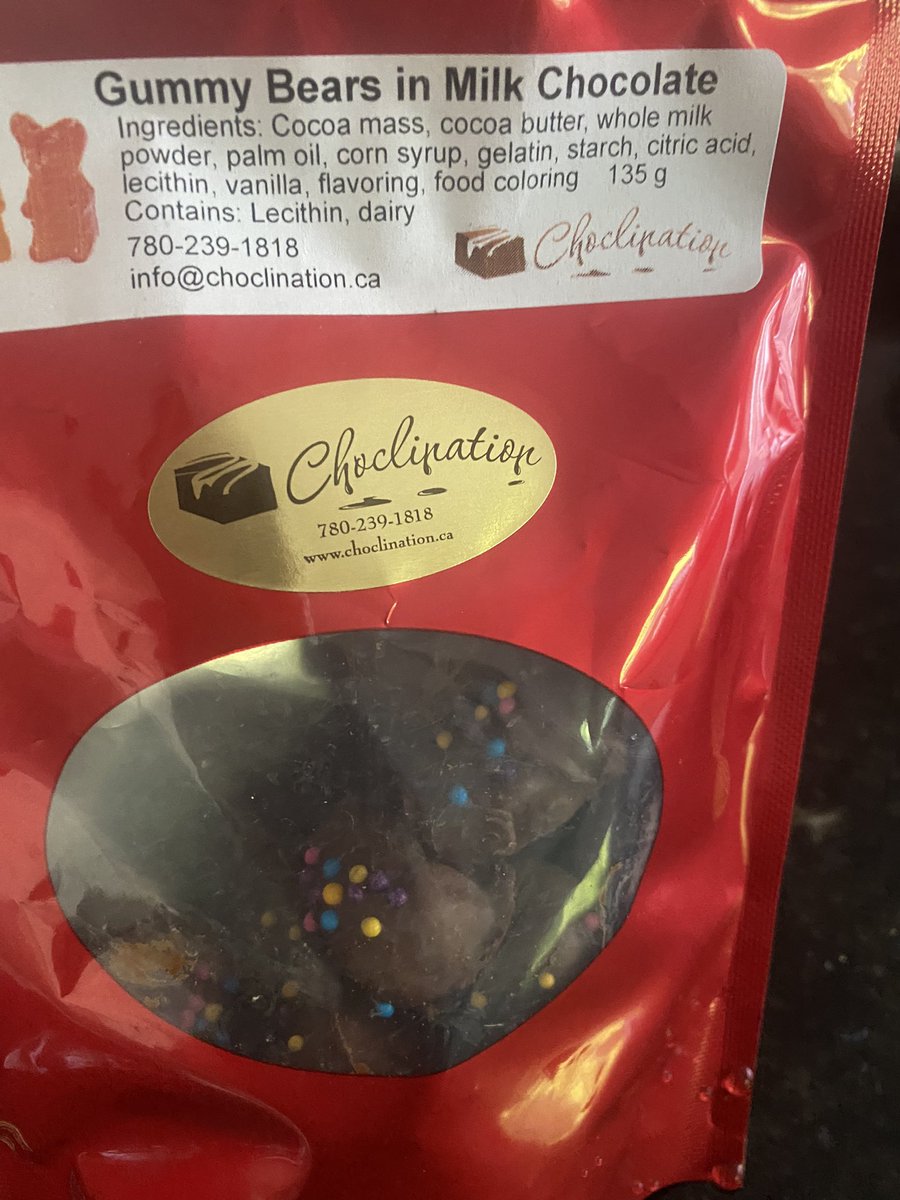 Gummy Bears in Milk Chocolate
Ingredients: Cocoa mass, cocoa butter, whole milk
powder, palm oil, corn syrup, gelatin, starch, citric acid,
lecithin, vanilla, flavoring, food coloring 135 g
Contains: Lecithin, dairy
780-239-1818
info@choclination.ca
Choclination
Choclination
780-239-1818
www.choclination.ca